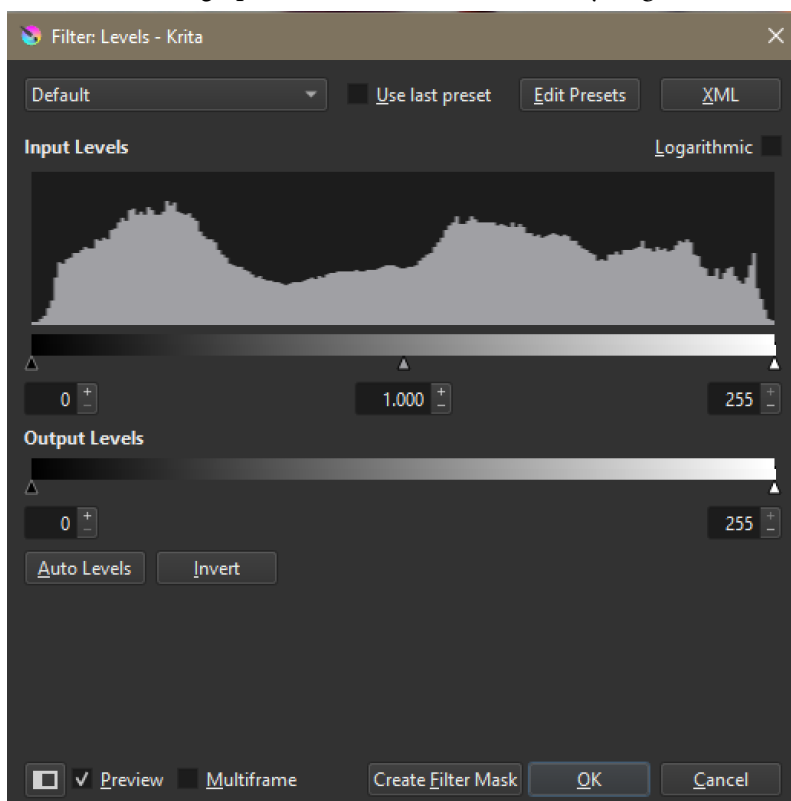 Filter: Levels - Krita
Default
Use last preset
Edit Presets
XML
Input Levels
Logarithmic
0
1.000
255
Output Levels
0
255
Auto Levels
Invert
Preview
Multiframe
Create Filter Mask
OK
Cancel